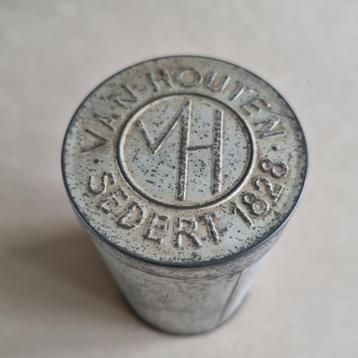 · VAN · HOUTEN ·
VH
SEDERT 1828